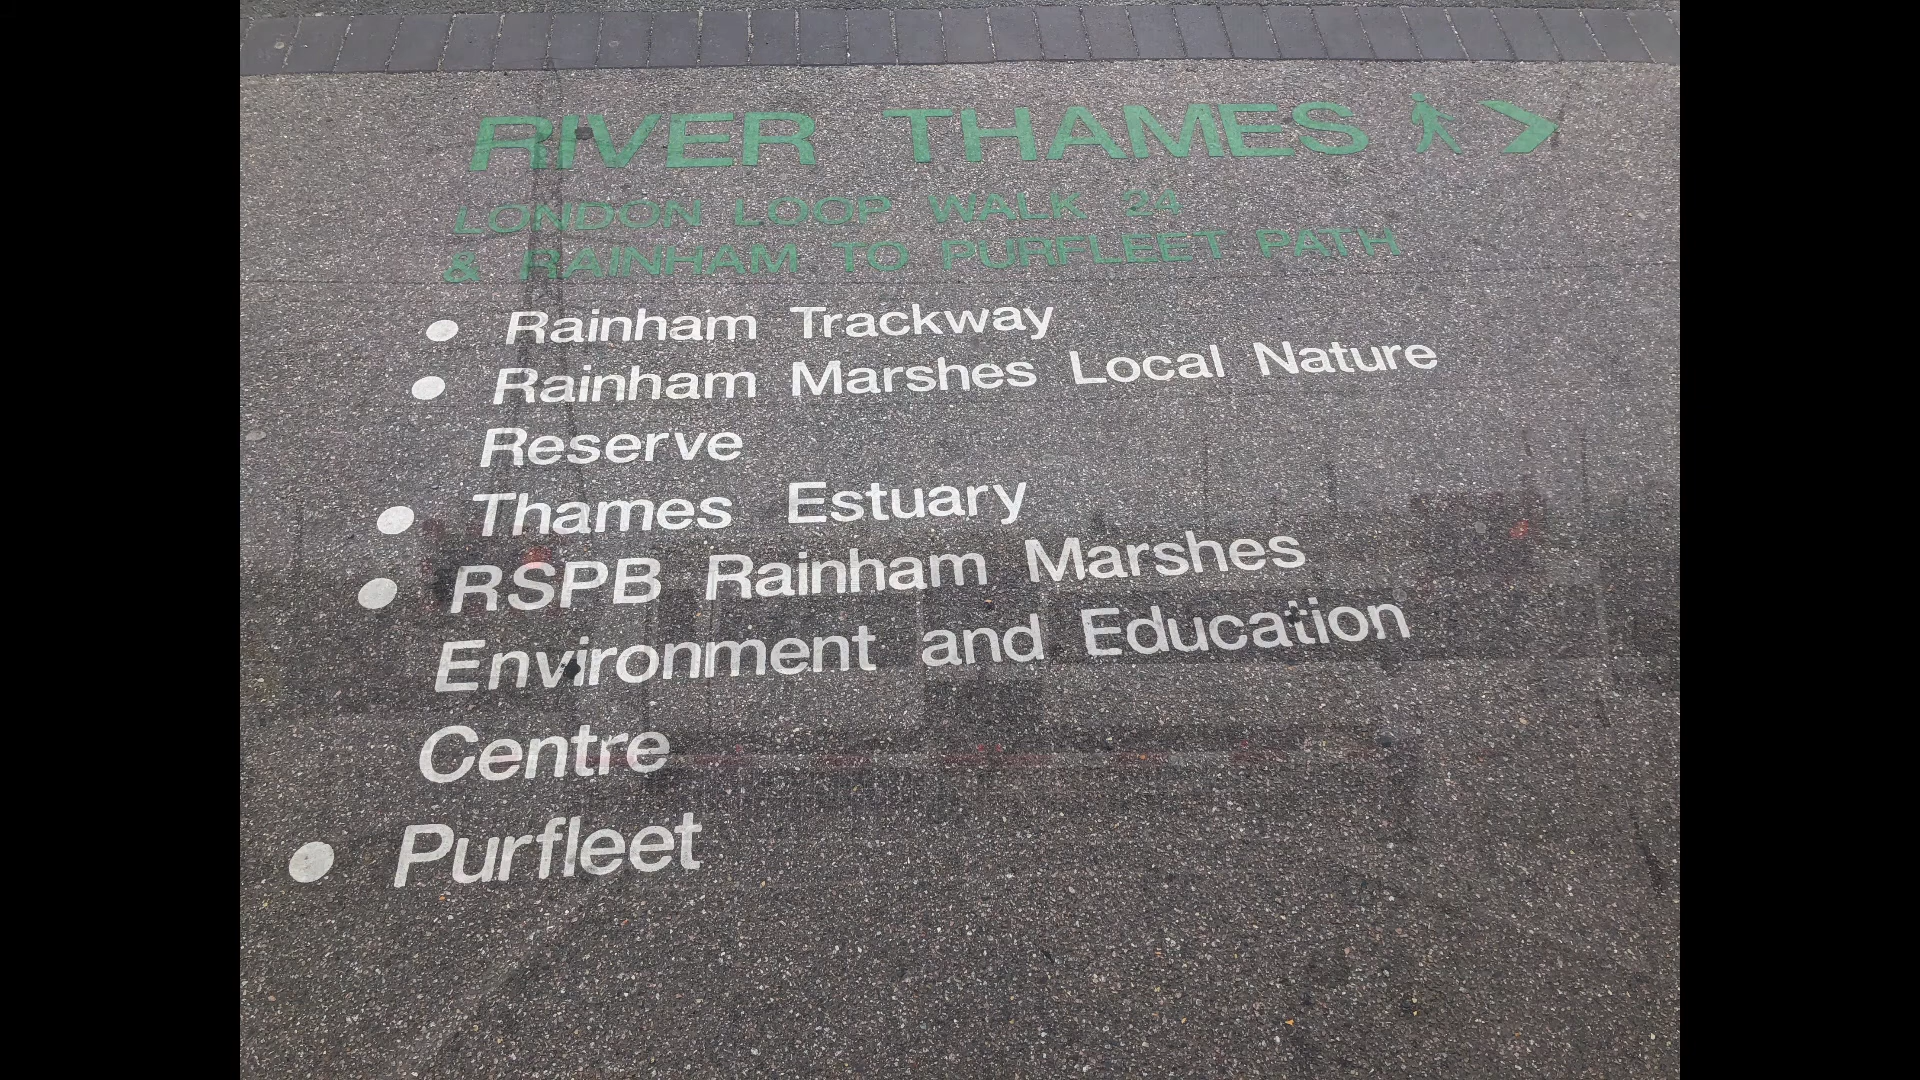 RIVER THAMES
LONDON LOOP WALK 24
& RAINHAM TO PURFLEET PATH
• Rainham Trackway
• Rainham Marshes Local Nature
Reserve
• Thames Estuary
• RSPB Rainham Marshes
Environment and Education
Centre
• Purfleet